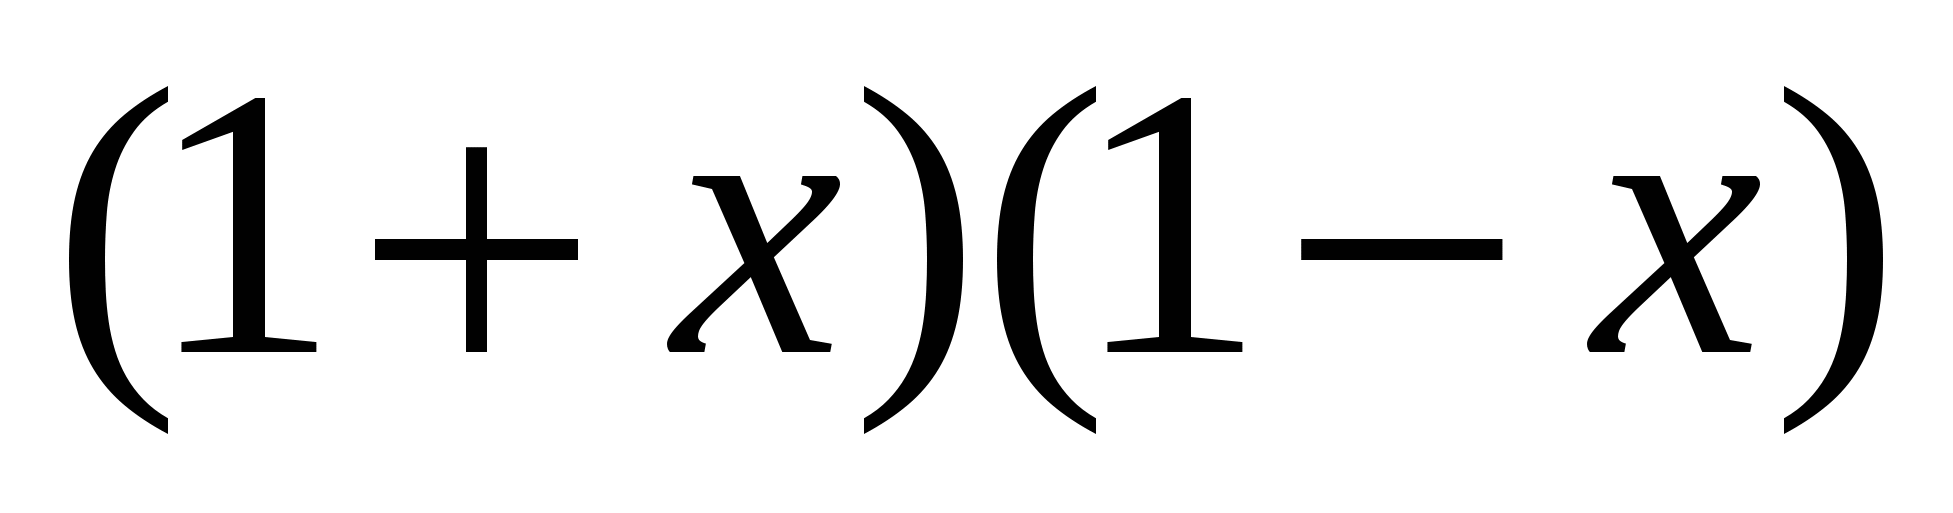 (1 + x)(1 − x)